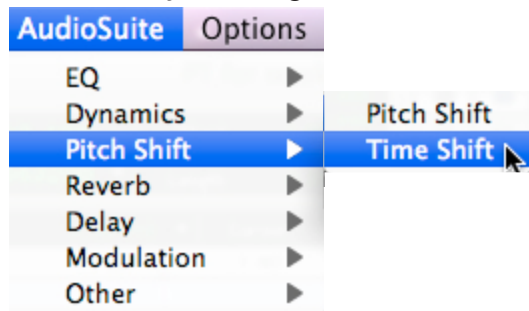 AudioSuite Options
EQ
Dynamics
Pitch Shift
Reverb
Delay
Modulation
Other
Pitch Shift
Time Shift